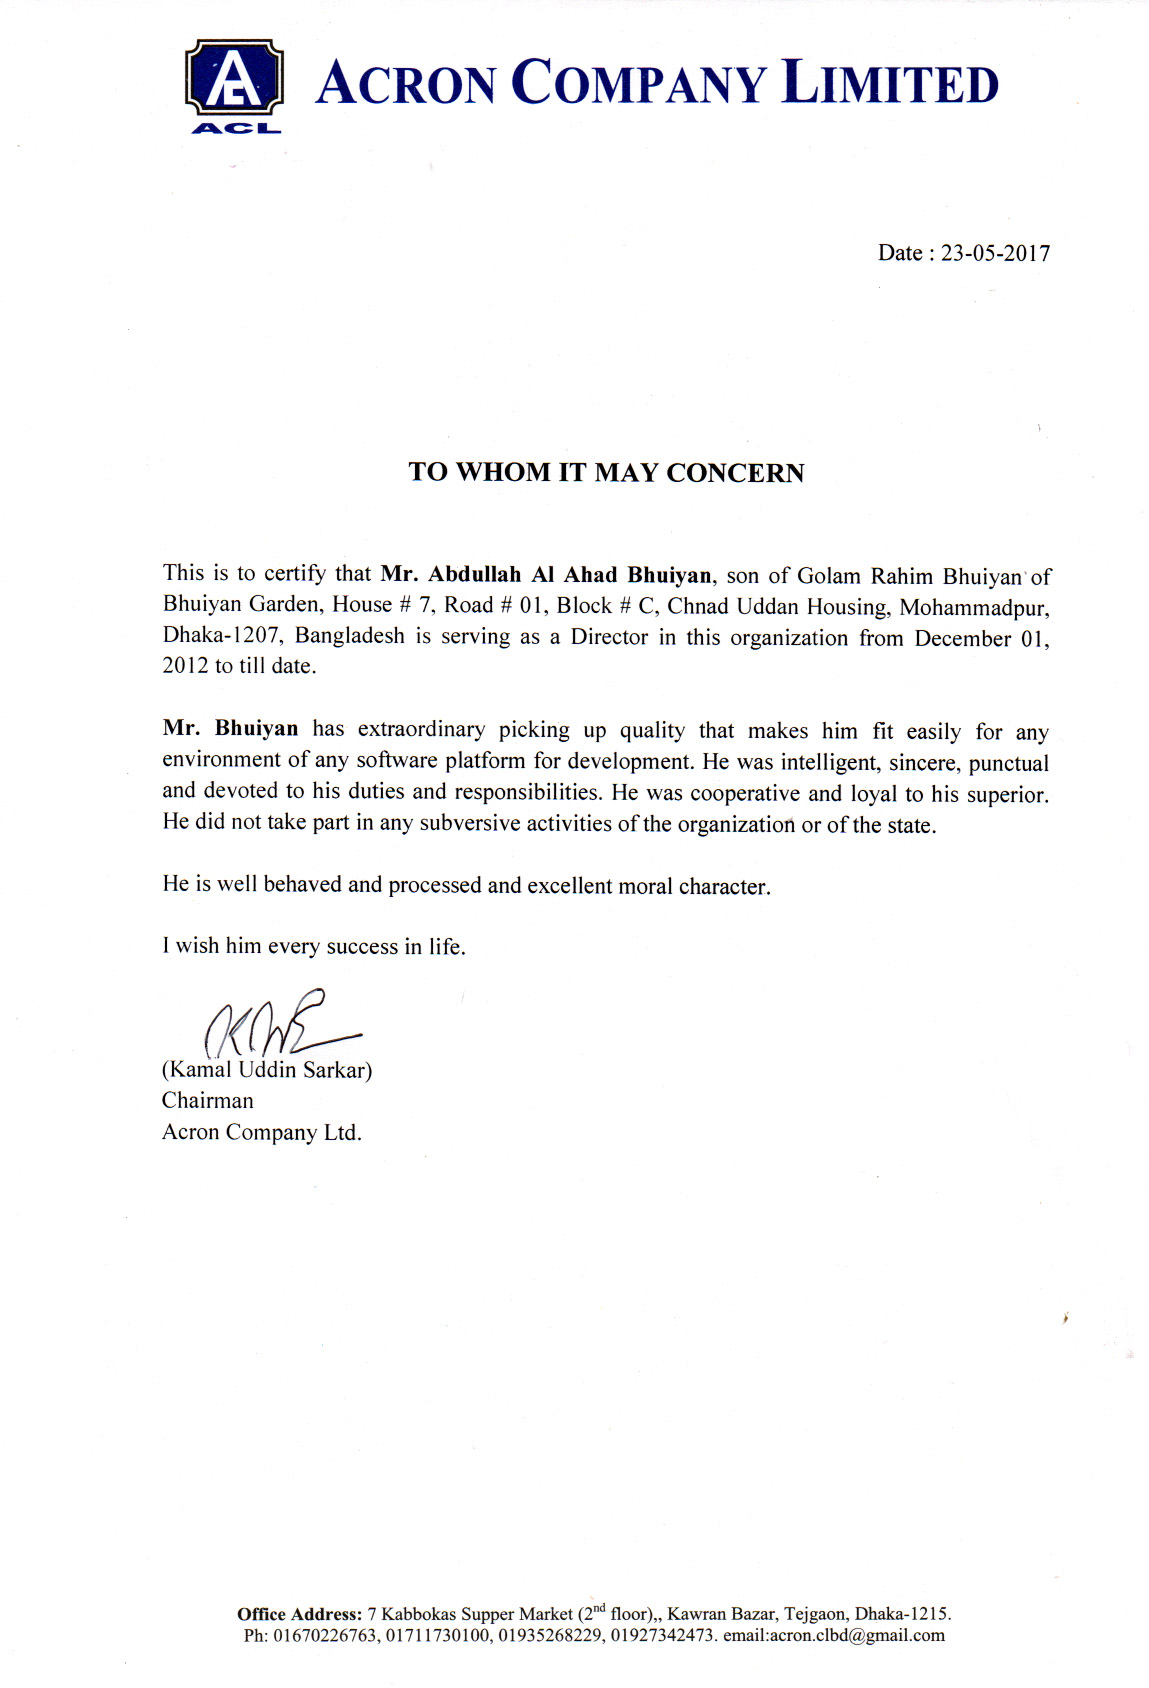 ACRON COMPANY LIMITED
ACL
Date : 23-05-2017
TO WHOM IT MAY CONCERN
This is to certify that Mr. Abdullah Al Ahad Bhuiyan, son of Golam Rahim Bhuiyan of
Bhuiyan Garden, House # 7, Road # 01, Block # C, Chnad Uddan Housing, Mohammadpur,
Dhaka-1207, Bangladesh is serving as a Director in this organization from December 01,
2012 to till date.
Mr. Bhuiyan has extraordinary picking up quality that makes him fit easily for any
environment of any software platform for development. He was intelligent, sincere, punctual
and devoted to his duties and responsibilities. He was cooperative and loyal to his superior.
He did not take part in any subversive activities of the organization or of the state.
He is well behaved and processed and excellent moral character.
I wish him every success in life.
(Kamal Uddin Sarkar)
Chairman
Acron Company Ltd.
Office Address: 7 Kabbokas Supper Market (2nd floor),, Kawran Bazar, Tejgaon, Dhaka-1215.
Ph: 01670226763, 01711730100, 01935268229, 01927342473. email:acron.clbd@gmail.com